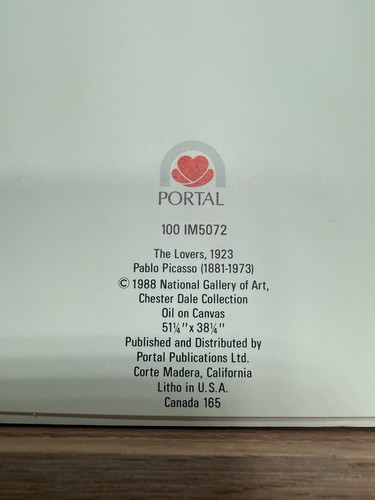 PORTAL
100 IM5072
The Lovers, 1923
Pablo Picasso (1881-1973)
© 1988 National Gallery of Art,
Chester Dale Collection
Oil on Canvas
51¼"x 38¼"
Published and Distributed by
Portal Publications Ltd.
Corte Madera, California
Litho in U.S.A.
Canada 165